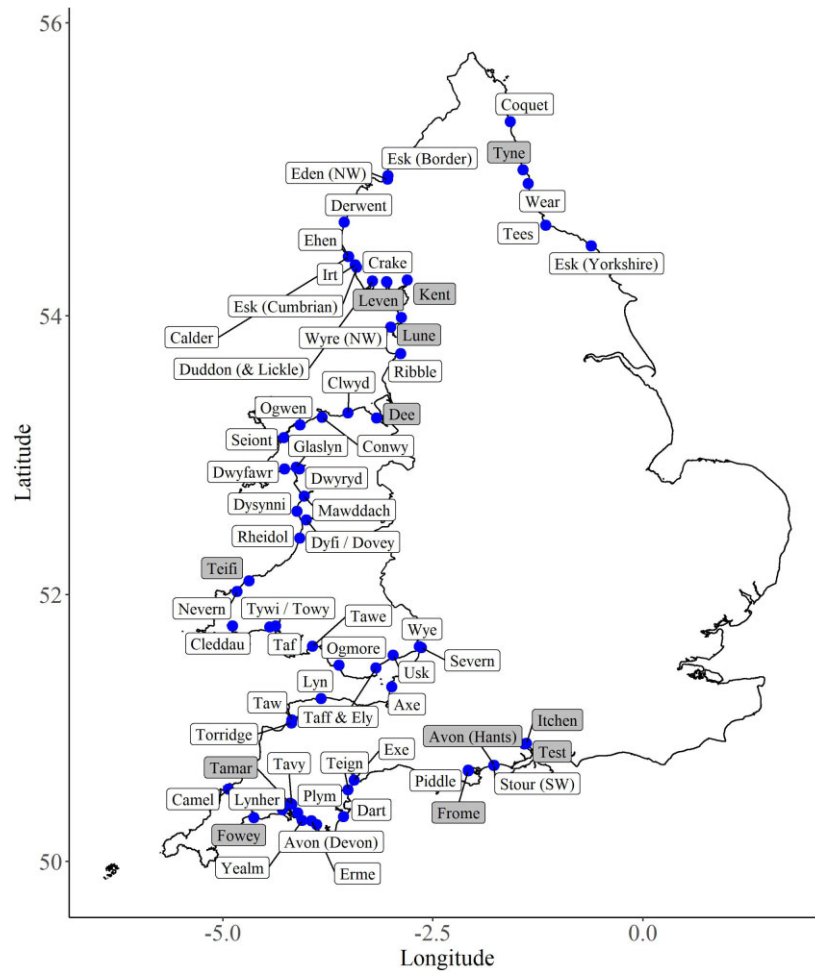 56
Coquet
Tyne
Esk (Border)
Eden (NW)
Wear
Derwent
Tees
Ehen
Esk (Yorkshire)
Crake
Irt
Kent
Leven
Esk (Cumbrian)
54
Calder
Wyre (NW)
Lune
Duddon (& Lickle)
Ribble
Clwyd
Ogwen
Dee
Seiont
Glaslyn
Conwy
Dwyfawr
Dwyryd
Dysynni
Mawddach
Rheidol
Dyfi / Dovey
Latitude
Teifi
52
Nevern
Tywi / Towy
Tawe
Cleddau
Taf
Ogmore
Wye
Severn
Usk
Lyn
Taw
Taff & Ely
Axe
Itchen
Torridge
Avon (Hants)
Test
Tavy
Exe
Teign
Tamar
Piddle
Stour (SW)
Camel
Lynher
Plym
Dart
Frome
Fowey
Avon (Devon)
50
Yealm
Erme
-5.0
-2.5
0.0
Longitude